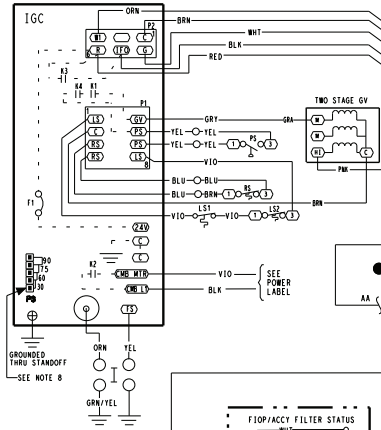 IGC
ORN
BRN
P2
W1
C
1
WHT
R
IFO
G
6
BLK
RED
K3
K4 K1
P1
1
LS
GV
GRY
GRA
C
PS
YEL
YEL
RS
PS
YEL
YEL
1
PS
3
RS
LS
VIO
8
TWO STAGE GV
M
M
HI
C
PNK
BLU
BLU
BLU
BRN
1
RS
3
BRN
F1
VIO
LS1
VIO
1
LS2
3
24V
C
C
90
75
60
30
P3
K2
CMB MTR
VIO
SEE
POWER
LABEL
CMB LT
BLK
FS
AA
GROUNDED
THRU STANDOFF
SEE NOTE 8
ORN
YEL
GRN/YEL
FIOP/ACCY FILTER STATUS